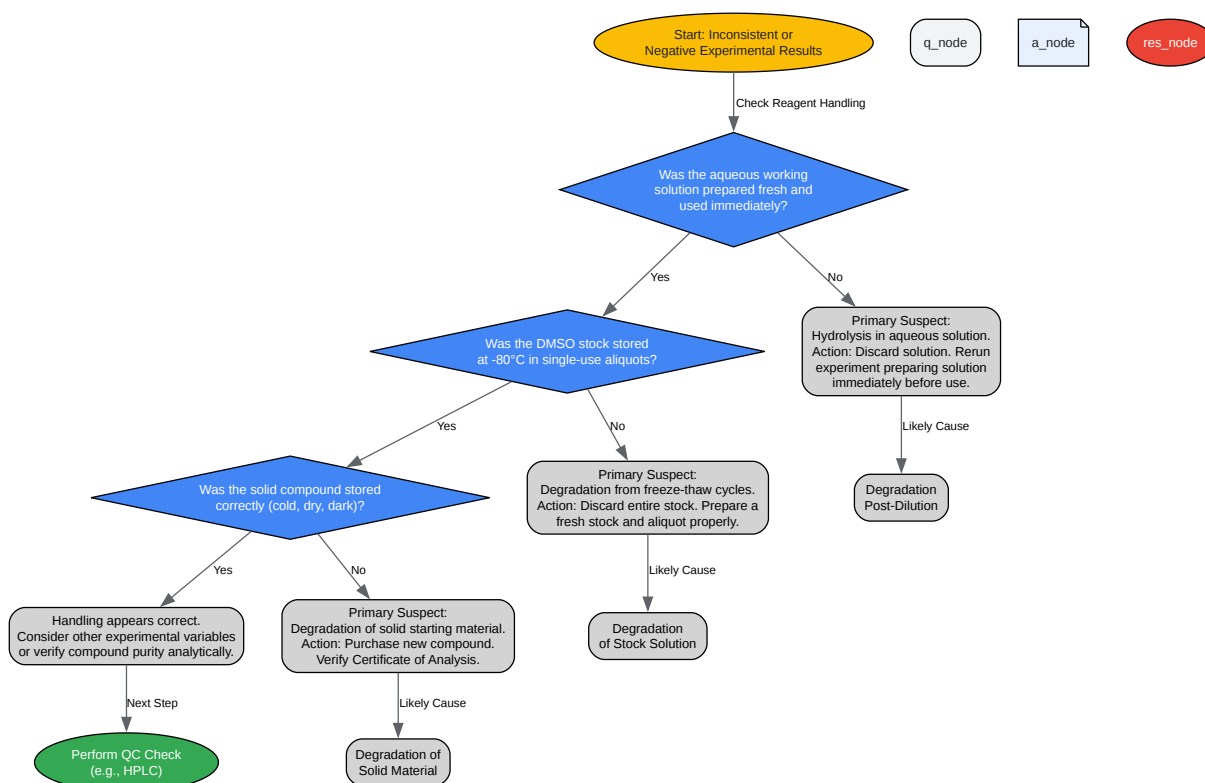 Start: Inconsistent or
Negative Experimental Results
q_node
a_node
res_node
Check Reagent Handling
Was the aqueous working
solution prepared fresh and
used immediately?
Yes
No
Was the DMSO stock stored
at -80°C in single-use aliquots?
Primary Suspect:
Hydrolysis in aqueous solution.
Action: Discard solution. Rerun
experiment preparing solution
immediately before use.
Yes
No
Likely Cause
Was the solid compound stored
correctly (cold, dry, dark)?
Primary Suspect:
Degradation from freeze-thaw cycles.
Action: Discard entire stock. Prepare a
fresh stock and aliquot properly.
Degradation
Post-Dilution
Yes
No
Likely Cause
Handling appears correct.
Consider other experimental variables
or verify compound purity analytically.
Primary Suspect:
Degradation of solid starting material.
Action: Purchase new compound.
Verify Certificate of Analysis.
Degradation
of Stock Solution
Next Step
Likely Cause
Perform QC Check
(e.g., HPLC)
Degradation of
Solid Material